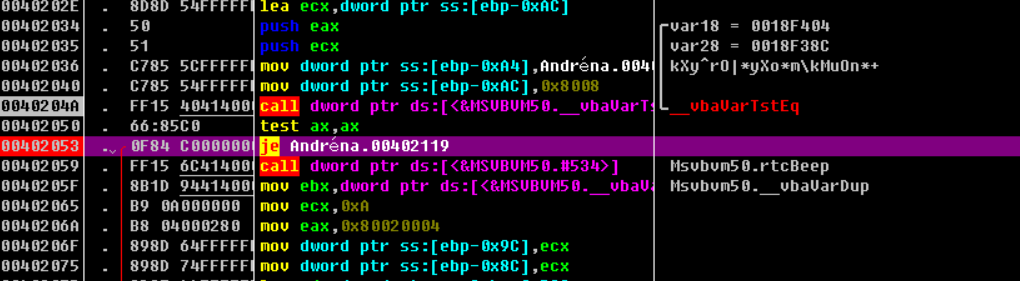 0040202E . 8D8D 54FFFFFF lea ecx,dword ptr ss:[ebp-0xAC]
00402034 . 50 push eax var18 = 0018F404
00402035 . 51 push ecx var28 = 0018F38C
00402036 . C785 5CFFFFFF mov dword ptr ss:[ebp-0xA4],Andréna.0040 kXy^rO|*yXo*m\kMuOn*+
00402040 . C785 54FFFFFF mov dword ptr ss:[ebp-0xAC],0x8008
0040204A . FF15 40414000 call dword ptr ds:[<&MSVBVM50.__vbaVarTs __vbaVarTstEq
00402050 . 66:85C0 test ax,ax
00402053 . 0F84 C0000000 je Andréna.00402119
00402059 . FF15 6C414000 call dword ptr ds:[<&MSVBVM50.#534>] Msvbvm50.rtcBeep
0040205F . 8B1D 94414000 mov ebx,dword ptr ds:[<&MSVBVM50.__vbaVa Msvbvm50.__vbaVarDup
00402065 . B9 0A000000 mov ecx,0xA
0040206A . B8 04000280 mov eax,0x80020004
0040206F . 898D 64FFFFFF mov dword ptr ss:[ebp-0x9C],ecx
00402075 . 898D 74FFFFFF mov dword ptr ss:[ebp-0x8C],ecx